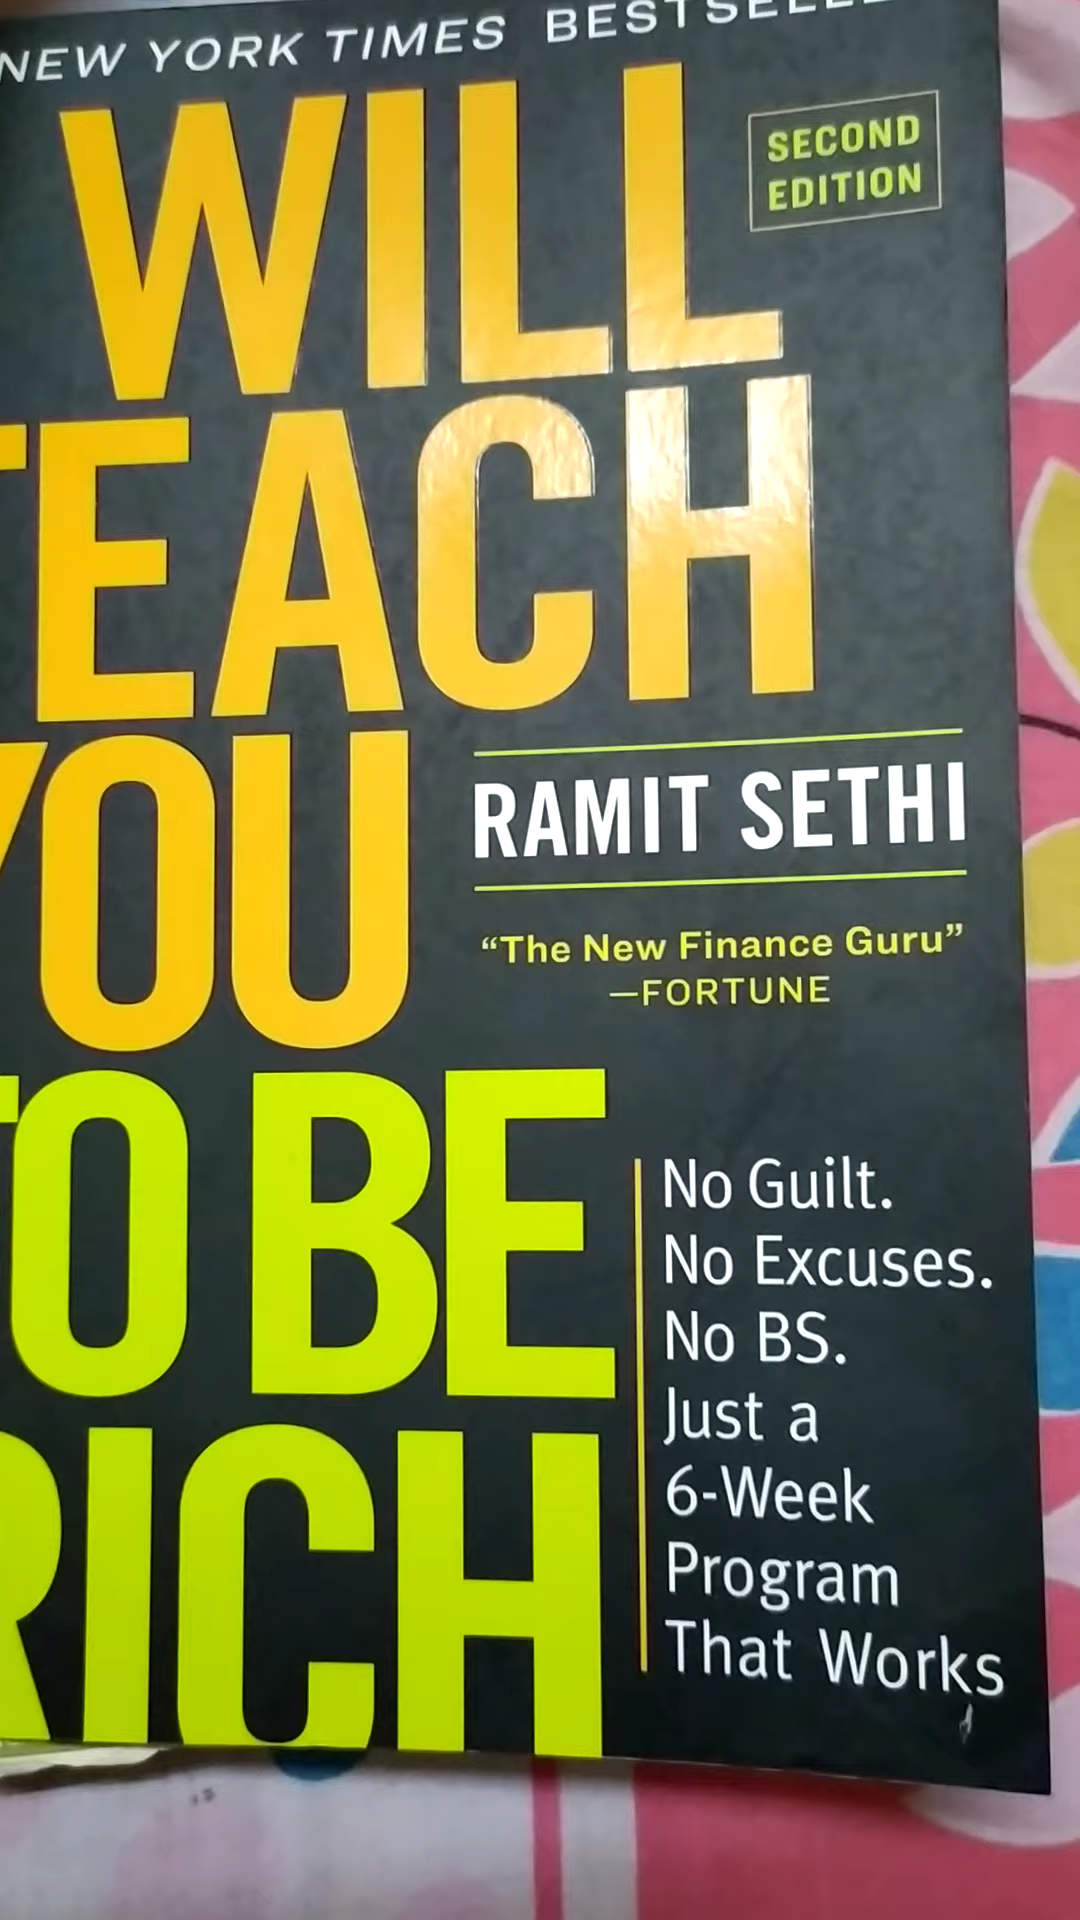 NEW YORK TIMES BESTSELLE
WILL
SECOND
EDITION
TEACH
YOU
RAMIT SETHI
“The New Finance Guru”
—FORTUNE
TO BE
No Guilt.
No Excuses.
No BS.
Just a
6-Week
Program
That Works
RICH